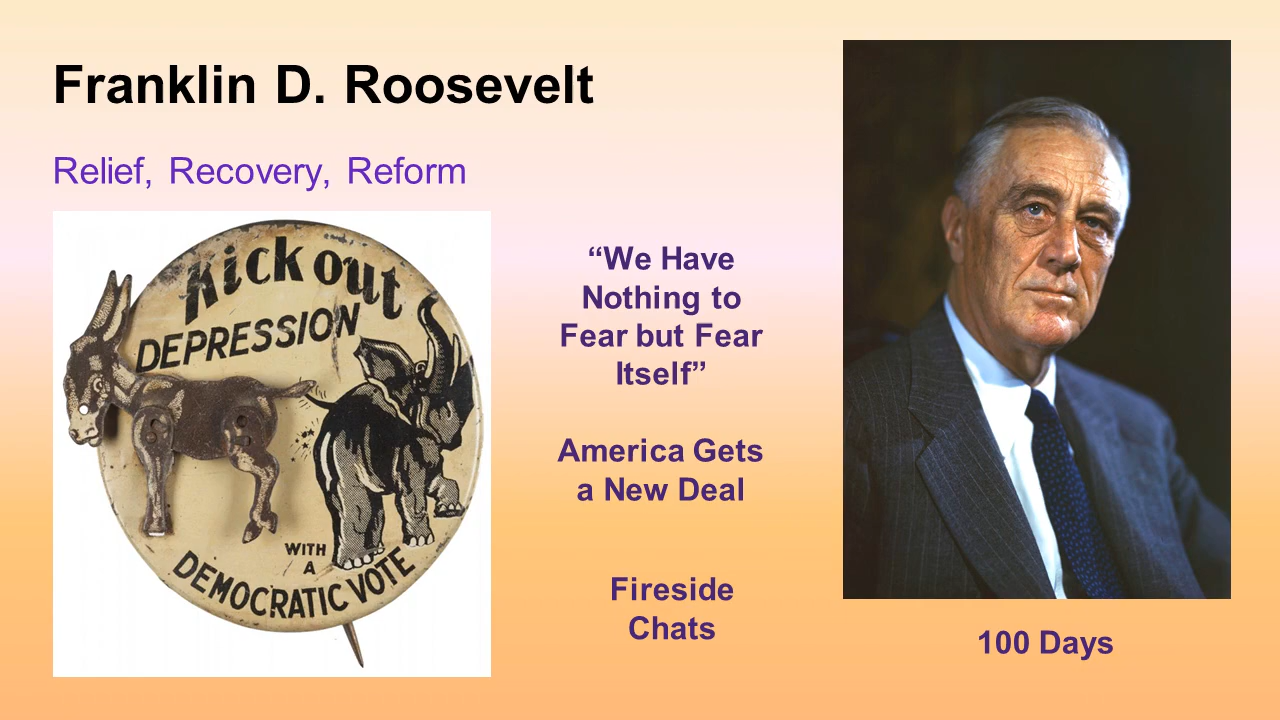 Franklin D. Roosevelt
Relief, Recovery, Reform
Kick out
DEPRESSION
WITH
A
DEMOCRATIC VOTE
“We Have
Nothing to
Fear but Fear
Itself”
America Gets
a New Deal
Fireside
Chats
100 Days